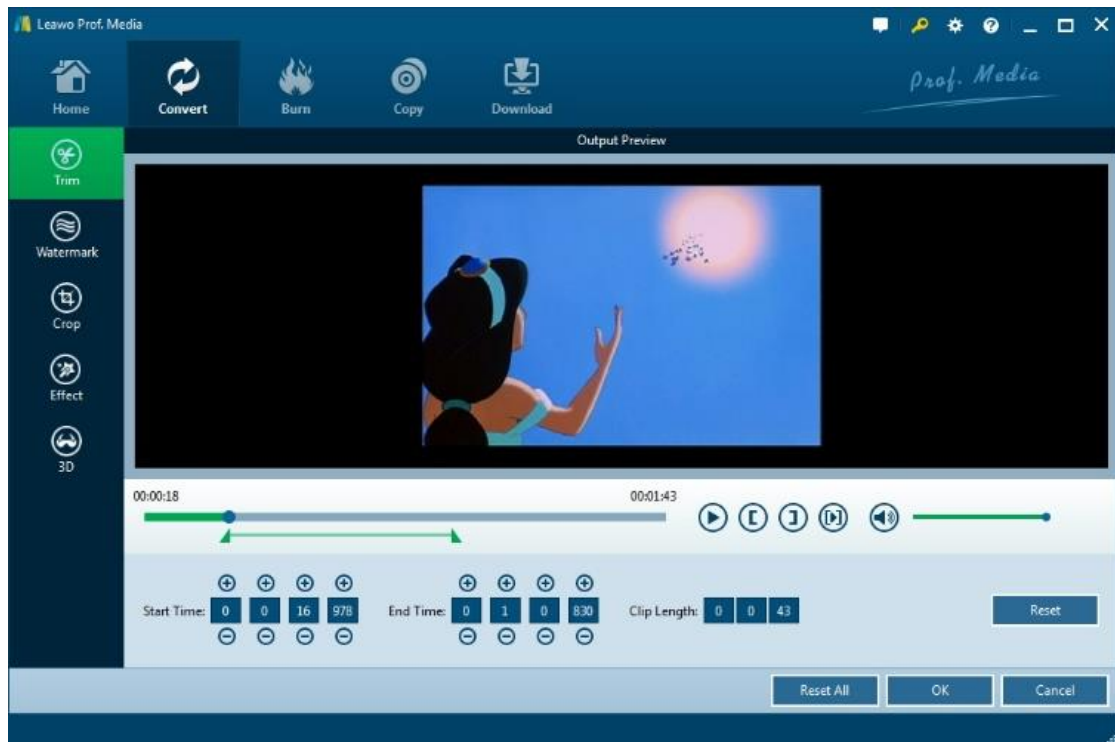 Leawo Prof. Media
Home
Convert
Burn
Copy
Download
Prof. Media
Trim
Watermark
Crop
Effect
3D
Output Preview
00:00:18 00:01:43
Start Time: 0 0 16 978 End Time: 0 1 0 830 Clip Length: 0 0 43 Reset
Reset All OK Cancel